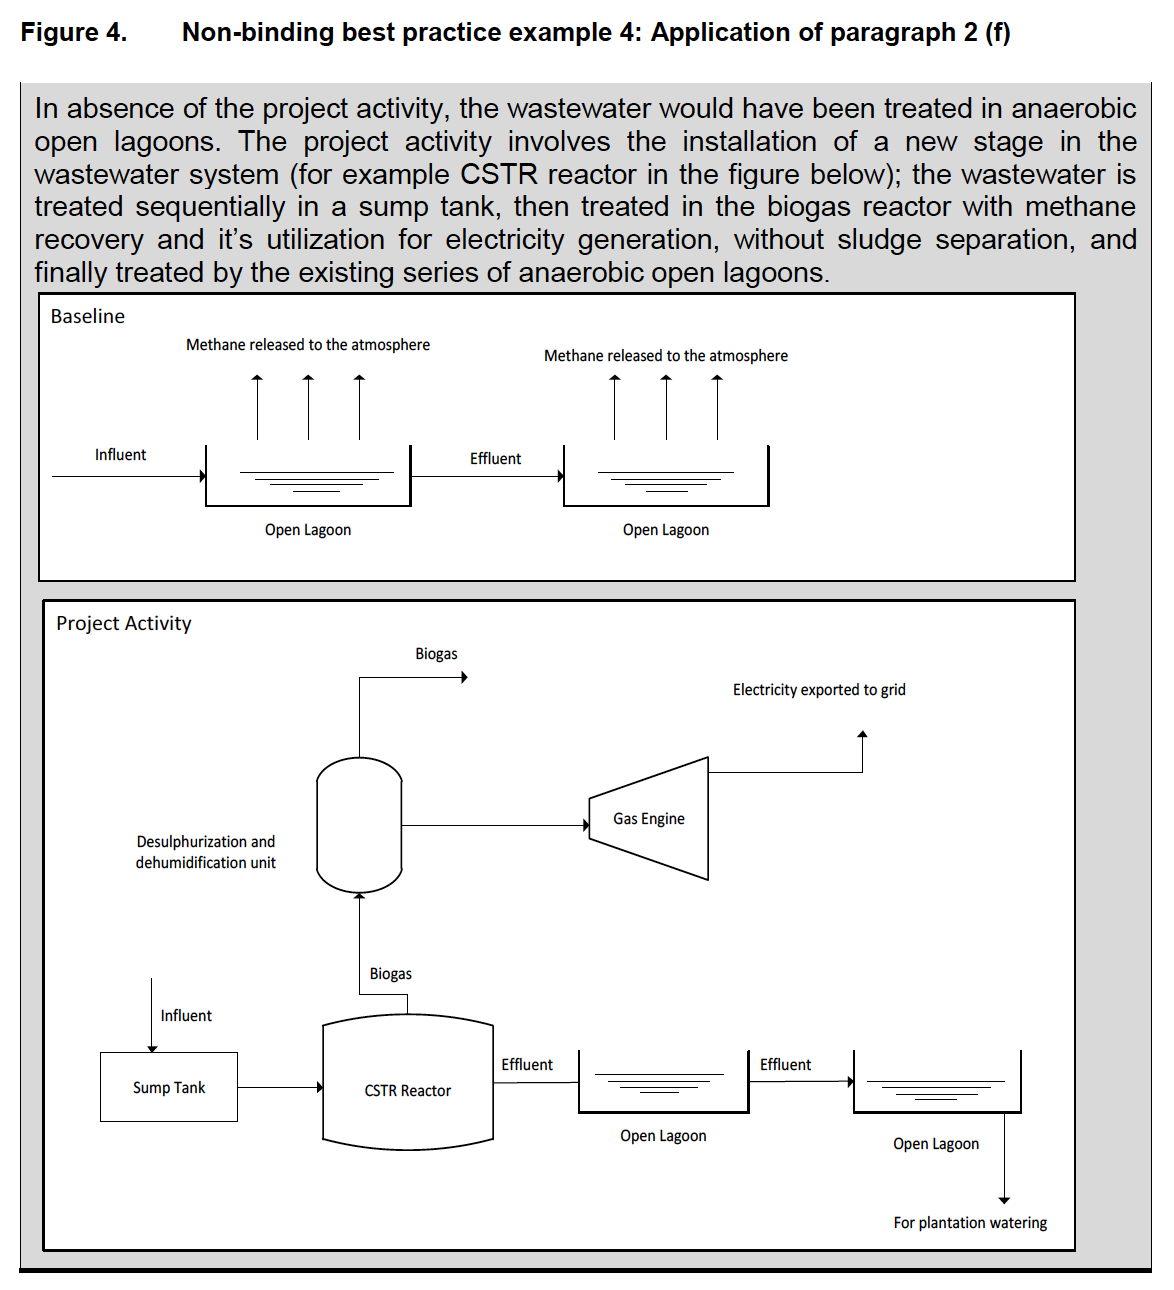 Figure 4. Non-binding best practice example 4: Application of paragraph 2 (f)
In absence of the project activity, the wastewater would have been treated in anaerobic
open lagoons. The project activity involves the installation of a new stage in the
wastewater system (for example CSTR reactor in the figure below); the wastewater is
treated sequentially in a sump tank, then treated in the biogas reactor with methane
recovery and it’s utilization for electricity generation, without sludge separation, and
finally treated by the existing series of anaerobic open lagoons.
Baseline
Methane released to the atmosphere
Methane released to the atmosphere
Influent
Effluent
Open Lagoon
Open Lagoon
Project Activity
Biogas
Electricity exported to grid
Gas Engine
Desulphurization and
dehumidification unit
Biogas
Influent
Sump Tank
CSTR Reactor
Effluent
Effluent
Open Lagoon
Open Lagoon
For plantation watering